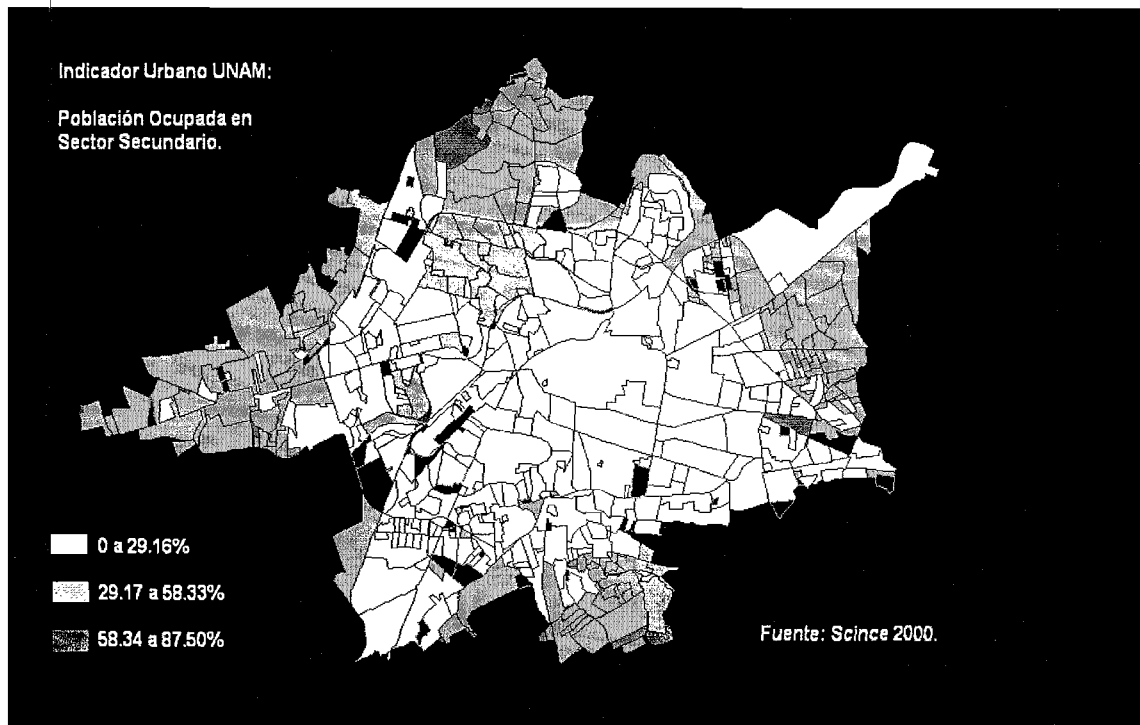 Indicador Urbano UNAM:
Población Ocupada en
Sector Secundario.
0 a 29.16%
29.17 a 58.33%
58.34 a 87.50%
Fuente: Scince 2000.